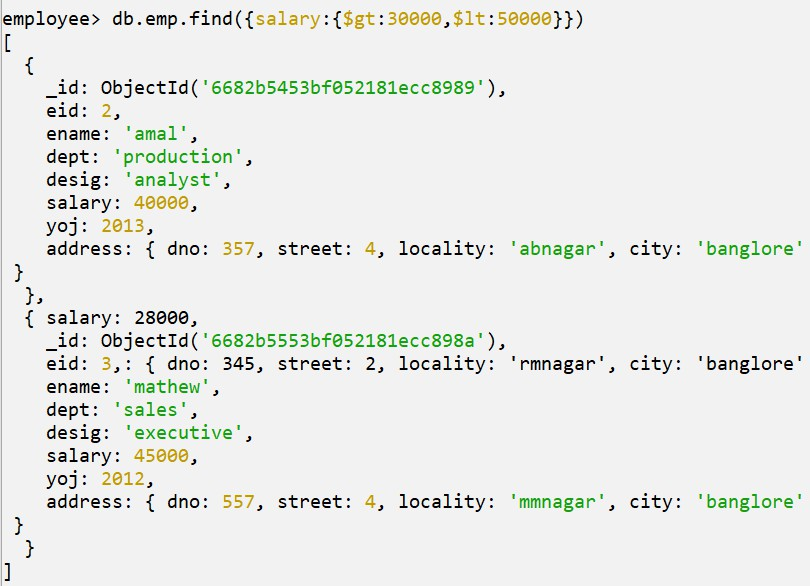 employee> db.emp.find({salary:{$gt:30000,$lt:50000}})
[
  {
    _id: ObjectId('6682b5453bf052181ecc8989'),
    eid: 2,
    ename: 'amal',
    dept: 'production',
    desig: 'analyst',
    salary: 40000,
    yoj: 2013,
    address: { dno: 357, street: 4, locality: 'abnagar', city: 'banglore'
 }
  },
  { salary: 28000,
    _id: ObjectId('6682b5553bf052181ecc898a'),
    eid: 3,: { dno: 345, street: 2, locality: 'rmnagar', city: 'banglore'
    ename: 'mathew',
    dept: 'sales',
    desig: 'executive',
    salary: 45000,
    yoj: 2012,
    address: { dno: 557, street: 4, locality: 'mmnagar', city: 'banglore'
 }
  }
]